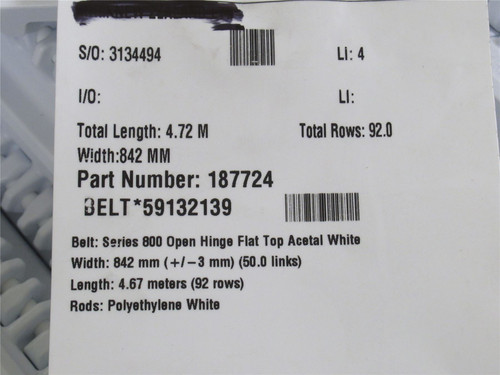 S/O: 3134494 LI: 4
I/O: LI:
Total Length: 4.72 M Total Rows: 92.0
Width:842 MM
Part Number: 187724
BELT*59132139
Belt: Series 800 Open Hinge Flat Top Acetal White
Width: 842 mm (+/-3 mm) (50.0 links)
Length: 4.67 meters (92 rows)
Rods: Polyethylene White